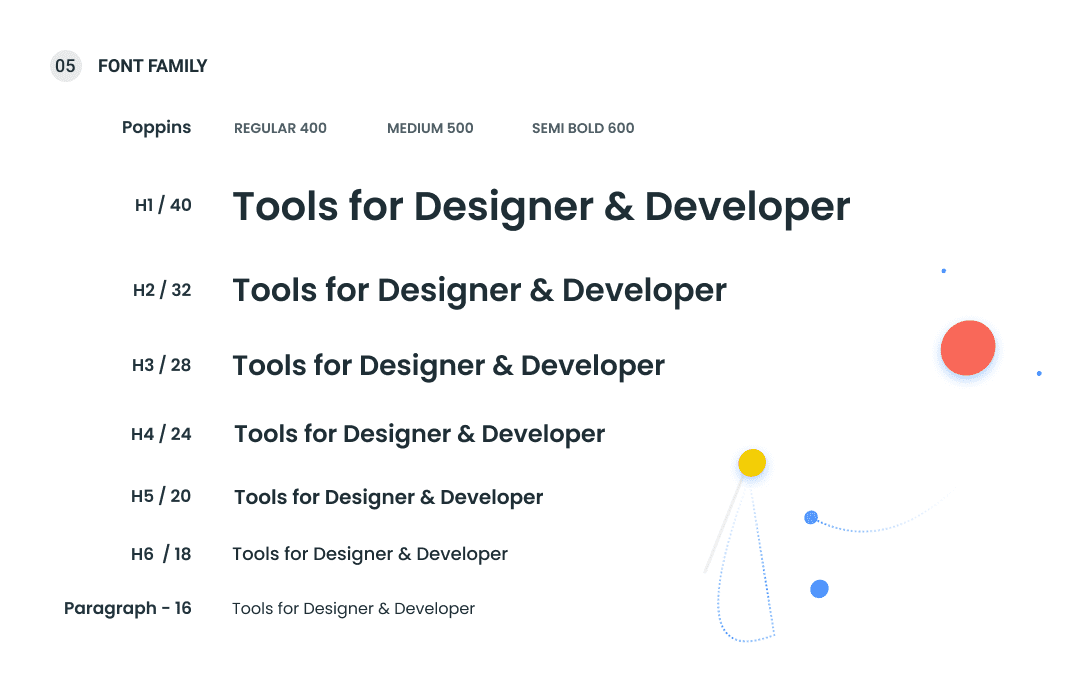 05 FONT FAMILY
Poppins REGULAR 400 MEDIUM 500 SEMI BOLD 600
H1 / 40 Tools for Designer & Developer
H2 / 32 Tools for Designer & Developer
H3 / 28 Tools for Designer & Developer
H4 / 24 Tools for Designer & Developer
H5 / 20 Tools for Designer & Developer
H6 / 18 Tools for Designer & Developer
Paragraph - 16 Tools for Designer & Developer